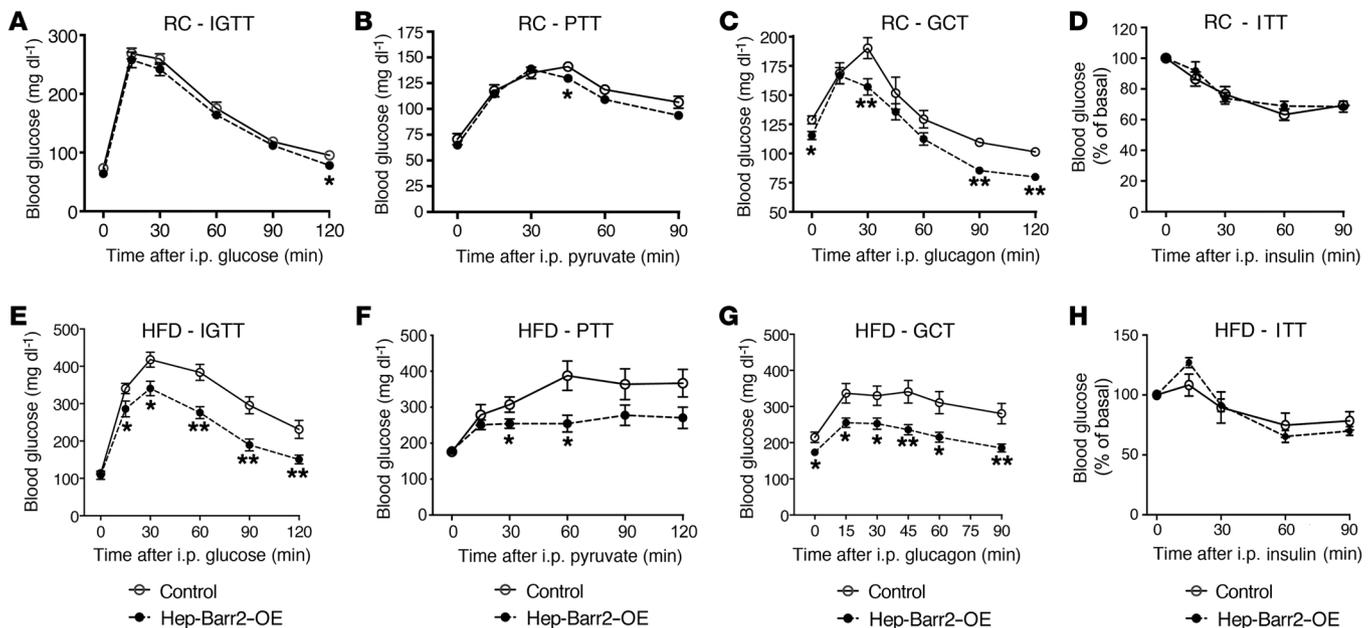 A
RC - IGTT
Blood glucose (mg dl-1)
300
200
100
0
0 30 60 90 120
Time after i.p. glucose (min)
*
B
RC - PTT
Blood glucose (mg dl-1)
175
150
125
100
75
50
25
0
0 30 60 90
Time after i.p. pyruvate (min)
*
C
RC - GCT
Blood glucose (mg dl-1)
200
175
150
125
100
75
50
0 30 60 90 120
Time after i.p. glucagon (min)
* ** ** **
D
RC - ITT
Blood glucose
(% of basal)
120
100
80
60
40
20
0
0 30 60 90
Time after i.p. insulin (min)
E
HFD - IGTT
Blood glucose (mg dl-1)
500
400
300
200
100
0
0 30 60 90 120
Time after i.p. glucose (min)
* * ** ** **
Control
Hep-Barr2-OE
F
HFD - PTT
Blood glucose (mg dl-1)
500
400
300
200
100
0
0 30 60 90 120
Time after i.p. pyruvate (min)
* *
Control
Hep-Barr2-OE
G
HFD - GCT
Blood glucose (mg dl-1)
500
400
300
200
100
0
0 15 30 45 60 75 90
Time after i.p. glucagon (min)
* * * ** * **
Control
Hep-Barr2-OE
H
HFD - ITT
Blood glucose
(% of basal)
150
100
50
0
0 30 60 90
Time after i.p. insulin (min)
Control
Hep-Barr2-OE